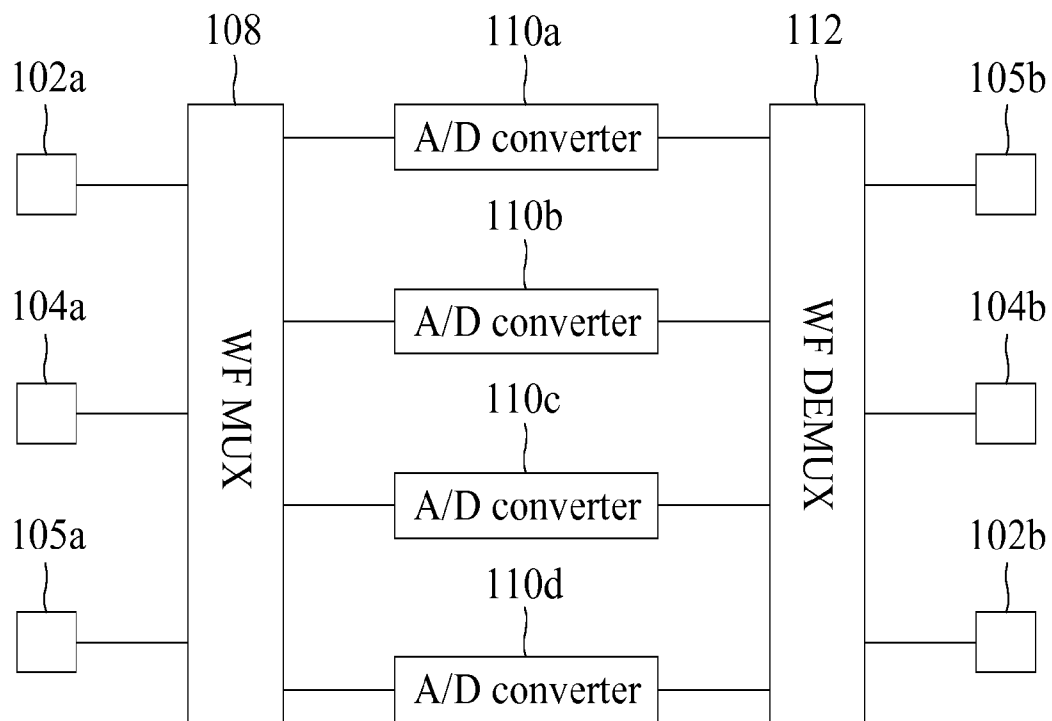 108
110a
112
102a
105b
A/D converter
110b
104a
104b
A/D converter
WF MUX
WF DEMUX
110c
105a
102b
A/D converter
110d
A/D converter